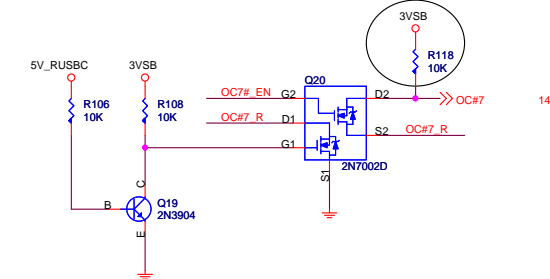 3VSB
5V_RUSBC
3VSB
R118
10K
Q20
R106
10K
R108
10K
OC7#_EN
G2
D2
OC#7
14
OC#7_R
D1
S2
OC#7_R
G1
2N7002D
S1
C
B
Q19
2N3904
E